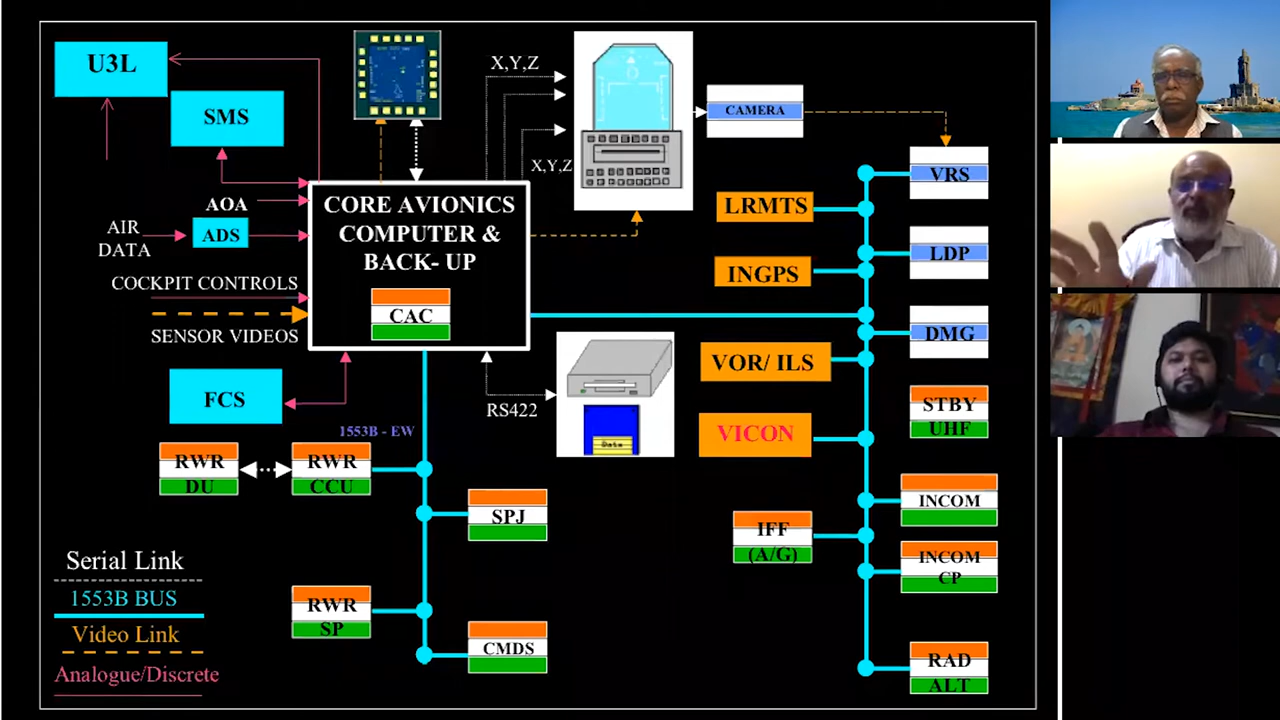 U3L
SMS
AOA
AIR
DATA
ADS
COCKPIT CONTROLS
SENSOR VIDEOS
FCS
CORE AVIONICS
COMPUTER &
BACK- UP
CAC
X,Y,Z
X,Y,Z
CAMERA
VRS
LRMTS
LDP
INGPS
DMG
VOR/ ILS
STBY
UHF
VICON
RS422
Data
1553B - EW
RWR
DU
RWR
CCU
SPJ
INCOM
IFF
(A/G)
INCOM
CP
RWR
SP
CMDS
RAD
ALT
Serial Link
1553B BUS
Video Link
Analogue/Discrete